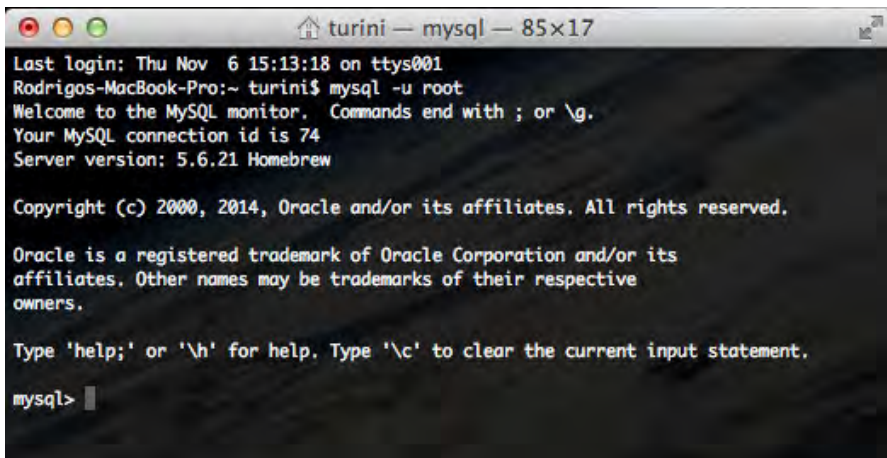 turini — mysql — 85×17
Last login: Thu Nov  6 15:13:18 on ttys001
Rodrigos-MacBook-Pro:~ turini$ mysql -u root
Welcome to the MySQL monitor.  Commands end with ; or \g.
Your MySQL connection id is 74
Server version: 5.6.21 Homebrew
Copyright (c) 2000, 2014, Oracle and/or its affiliates. All rights reserved.
Oracle is a registered trademark of Oracle Corporation and/or its
affiliates. Other names may be trademarks of their respective
owners.
Type 'help;' or '\h' for help. Type '\c' to clear the current input statement.
mysql>